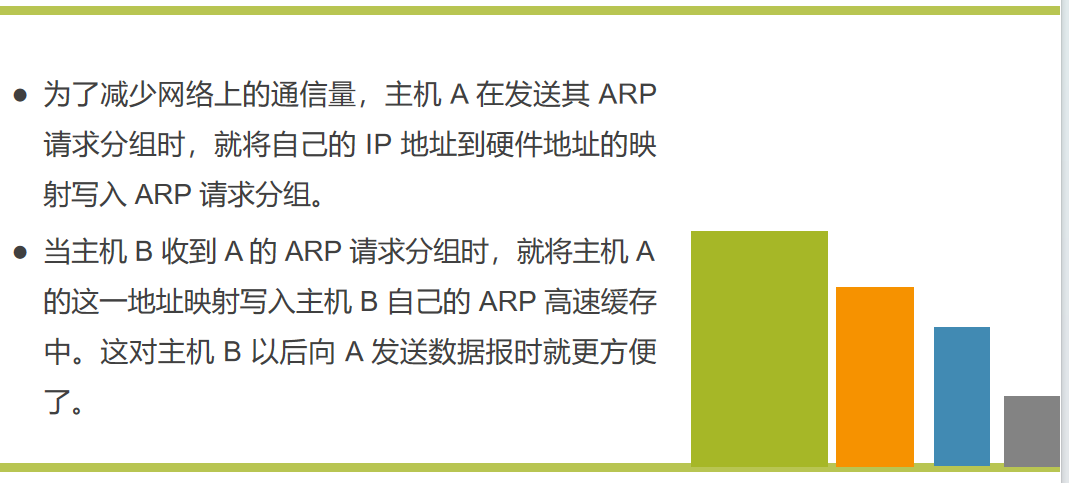 ● 为了减少网络上的通信量，主机 A 在发送其 ARP
请求分组时，就将自己的 IP 地址到硬件地址的映
射写入 ARP 请求分组。
● 当主机 B 收到 A 的 ARP 请求分组时，就将主机 A
的这一地址映射写入主机 B 自己的 ARP 高速缓存
中。这对主机 B 以后向 A 发送数据报时就更方便
了。